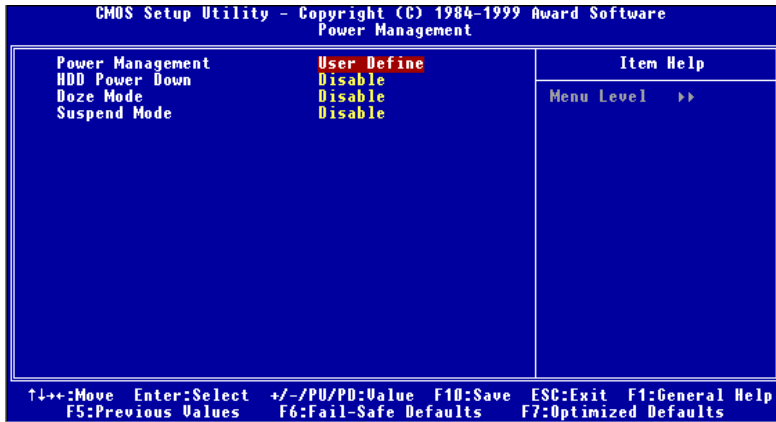 CMOS Setup Utility - Copyright (C) 1984-1999 Award Software
Power Management
Power Management User Define
HDD Power Down Disable
Doze Mode Disable
Suspend Mode Disable
Item Help
Menu Level ▸▸
↑↓→←:Move Enter:Select +/-/PU/PD:Value F10:Save ESC:Exit F1:General Help
F5:Previous Values F6:Fail-Safe Defaults F7:Optimized Defaults